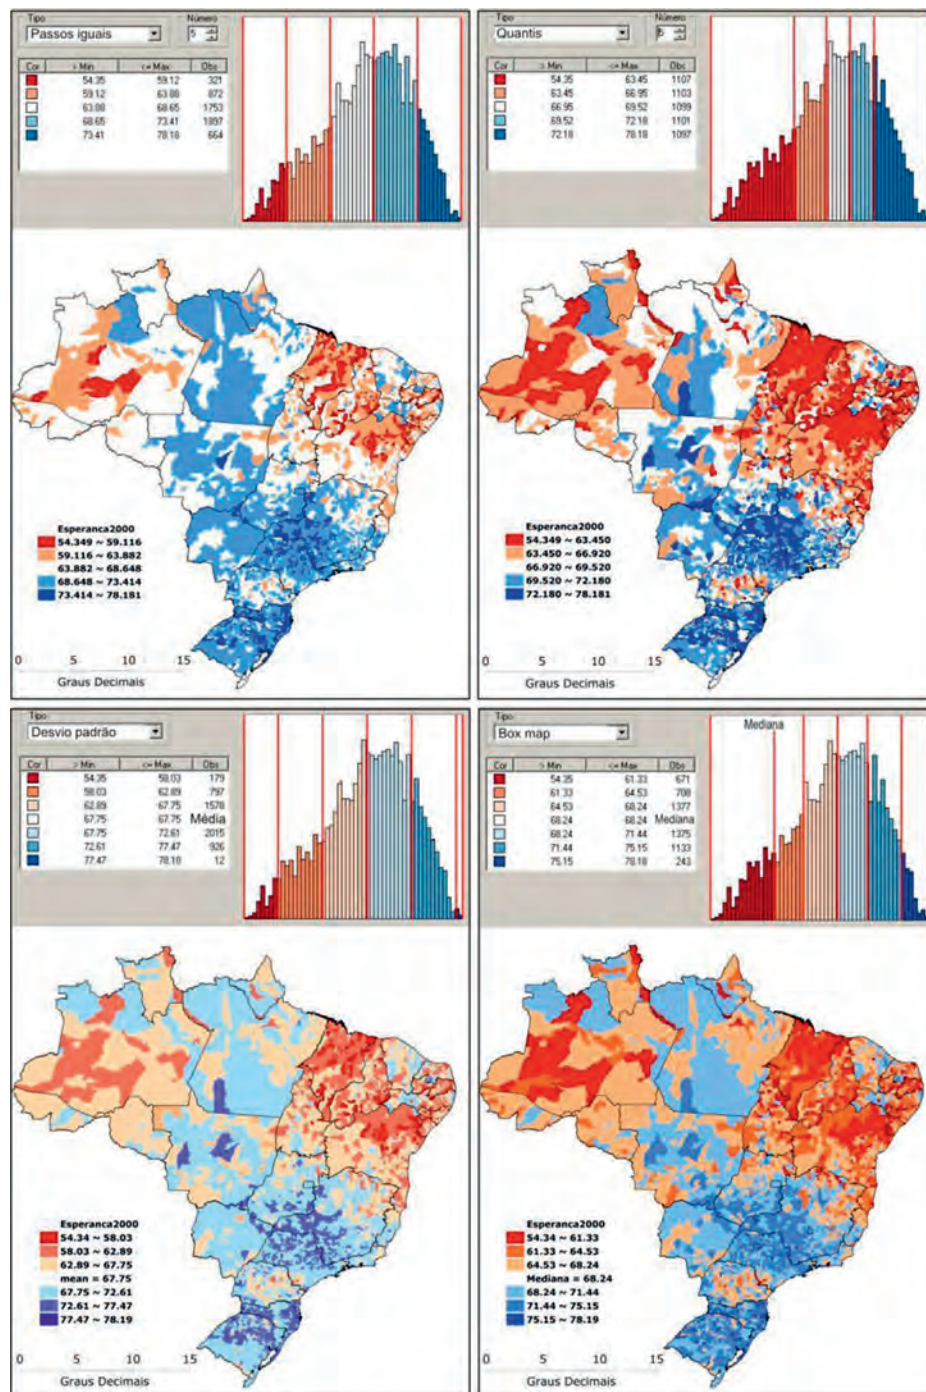 Tipo
Número
Passos iguais
5
Cor > Min <= Max Obs
54.35 59.12 321
59.12 63.88 872
63.88 68.65 1753
68.65 73.41 1897
73.41 78.18 664
Esperanca2000
54.349 ~ 59.116
59.116 ~ 63.882
63.882 ~ 68.648
68.648 ~ 73.414
73.414 ~ 78.181
0 5 10 15
Graus Decimais
Tipo
Número
Quantis
Cor > Min <= Max Obs
54.35 63.45 1107
63.45 66.95 1103
66.95 69.52 1099
69.52 72.18 1101
72.18 78.18 1097
Esperanca2000
54.349 ~ 63.450
63.450 ~ 66.920
66.920 ~ 69.520
69.520 ~ 72.180
72.180 ~ 78.181
0 5 10 15
Graus Decimais
Tipo
Desvio padrão
Cor > Min <= Max Obs
54.35 58.03 179
58.03 62.89 797
62.89 67.75 1578
67.75 67.75 Média
67.75 72.61 2015
72.61 77.47 926
77.47 78.18 12
Esperanca2000
54.34 ~ 58.03
58.03 ~ 62.89
62.89 ~ 67.75
mean = 67.75
67.75 ~ 72.61
72.61 ~ 77.47
77.47 ~ 78.19
0 5 10 15
Graus Decimais
Tipo
Box map
Mediana
Cor > Min <= Max Obs
54.35 61.33 671
61.33 64.53 708
64.53 68.24 1377
68.24 68.24 Mediana
68.24 71.44 1375
71.44 75.15 1133
75.15 78.18 243
Esperanca2000
54.34 ~ 61.33
61.33 ~ 64.53
64.53 ~ 68.24
Mediana = 68.24
68.24 ~ 71.44
71.44 ~ 75.15
75.15 ~ 78.19
0 5 10 15
Graus Decimais